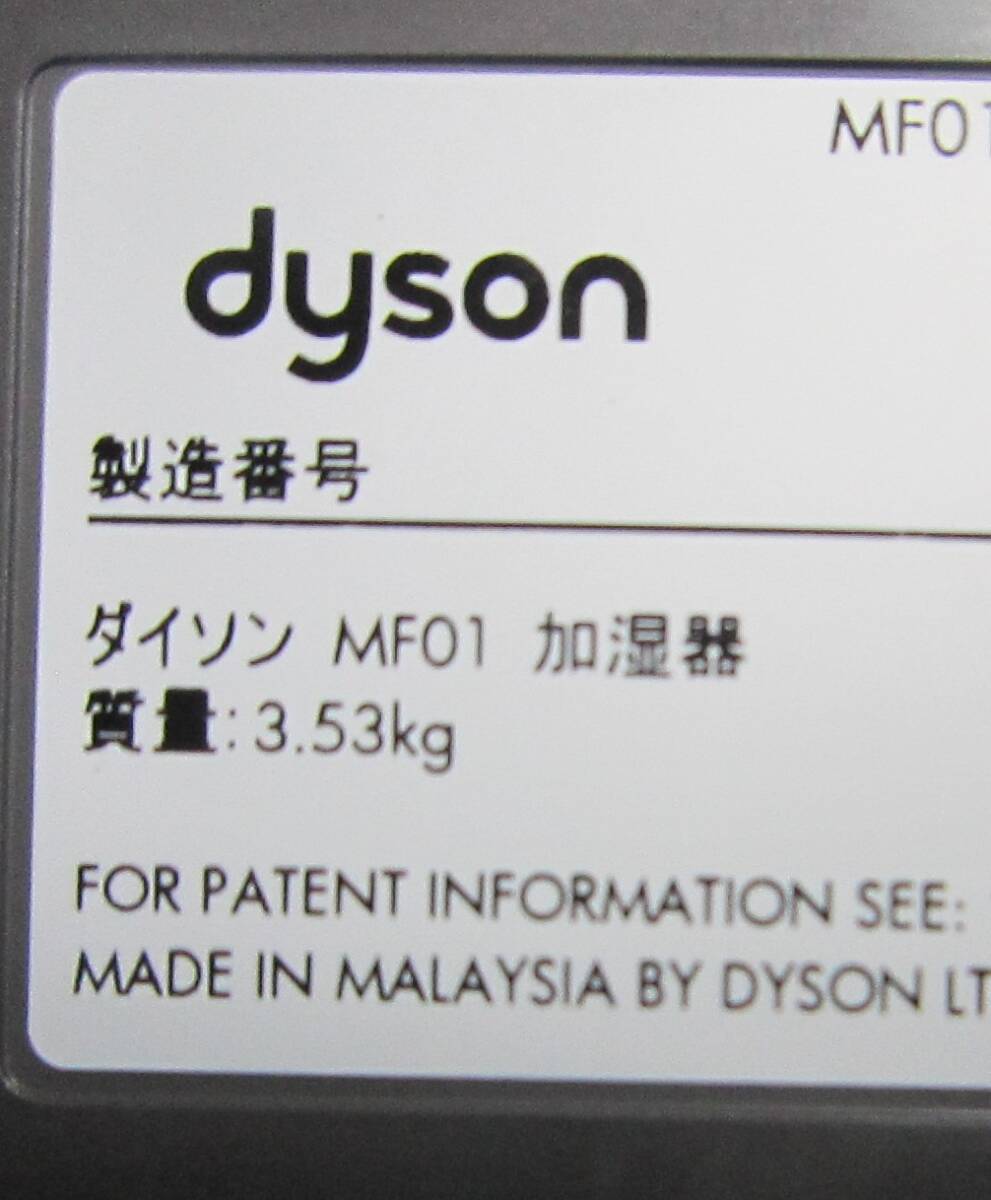 MF01
dyson
製造番号
ダイソン MF01 加湿器
質量: 3.53kg
FOR PATENT INFORMATION SEE:
MADE IN MALAYSIA BY DYSON LT